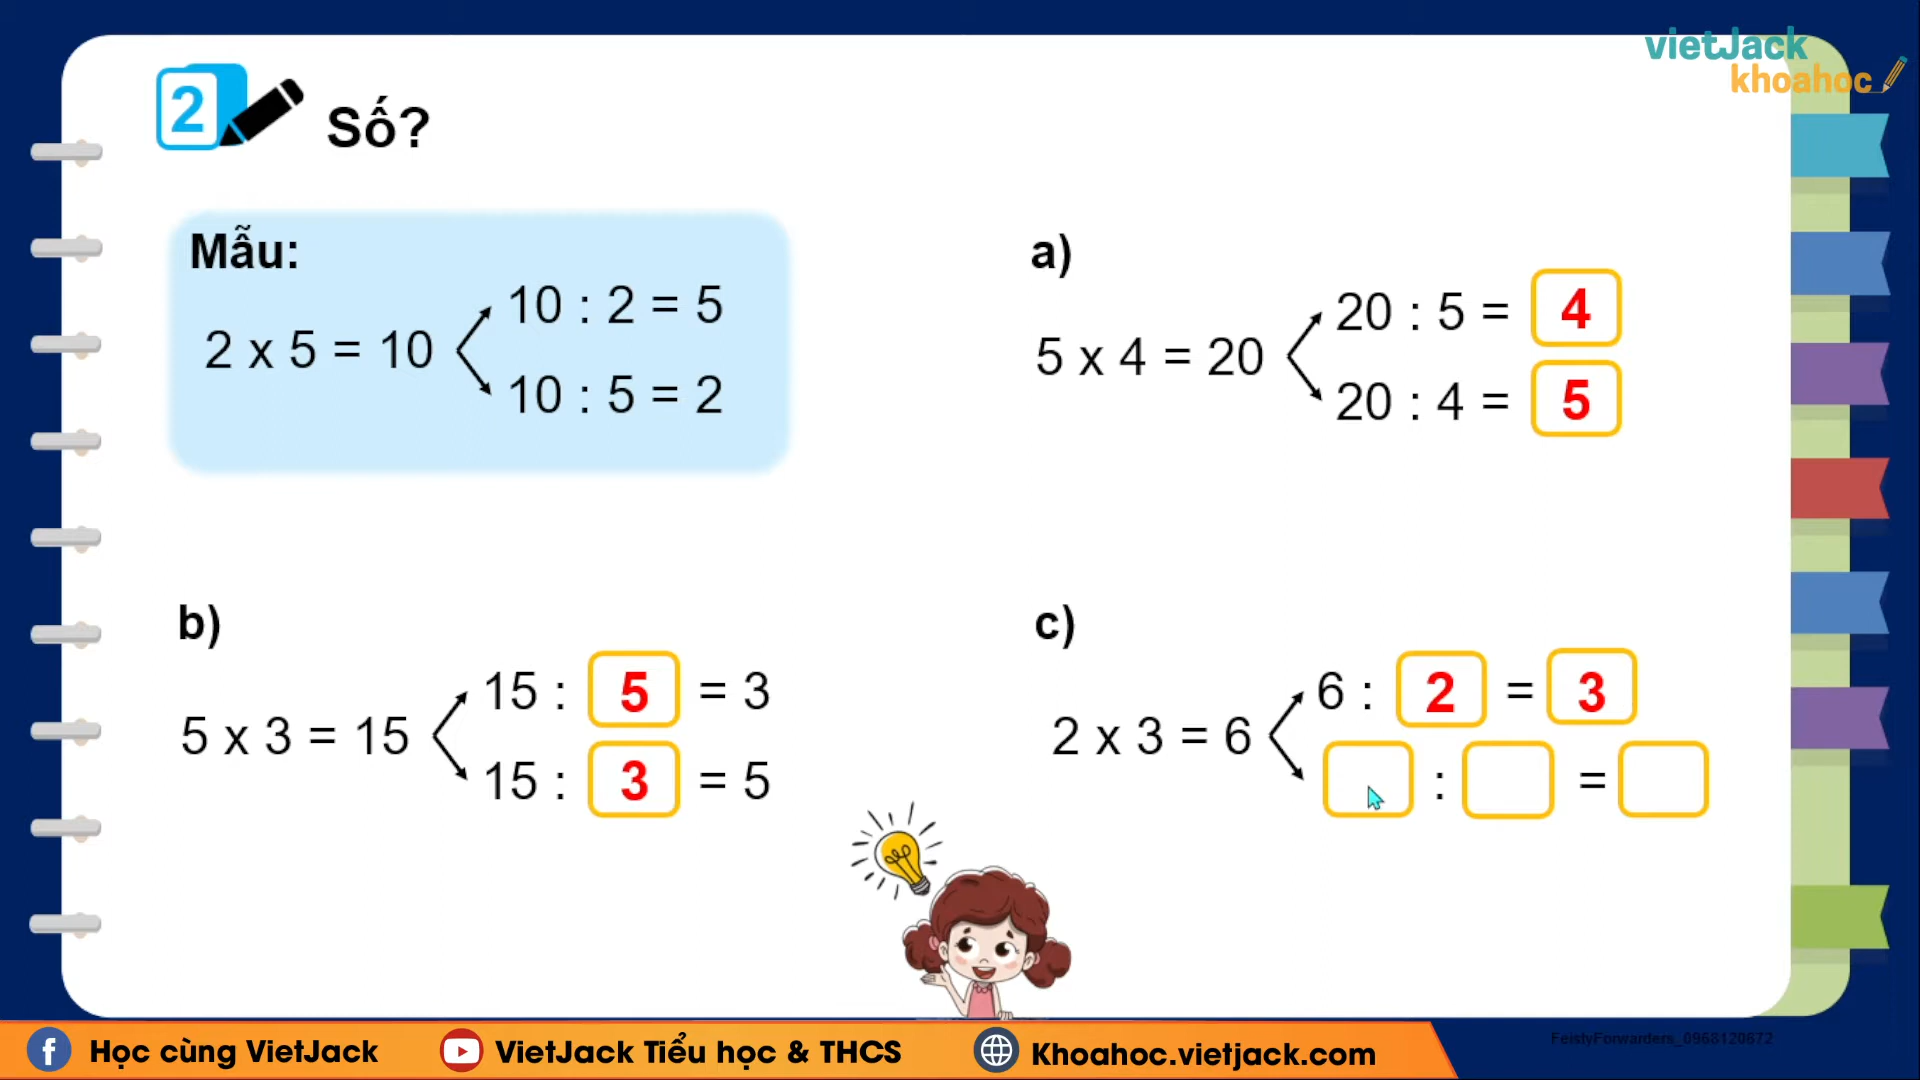 vietJack
khoahoc
2
Số?
Mẫu:
2 x 5 = 10
10 : 2 = 5
10 : 5 = 2
a)
5 x 4 = 20
20 : 5 = 4
20 : 4 = 5
b)
5 x 3 = 15
15 : 5 = 3
15 : 3 = 5
c)
2 x 3 = 6
6 : 2 = 3
: =
Học cùng VietJack
VietJack Tiểu học & THCS
Khoahoc.vietjack.com
FeistyForwarders_0968120672